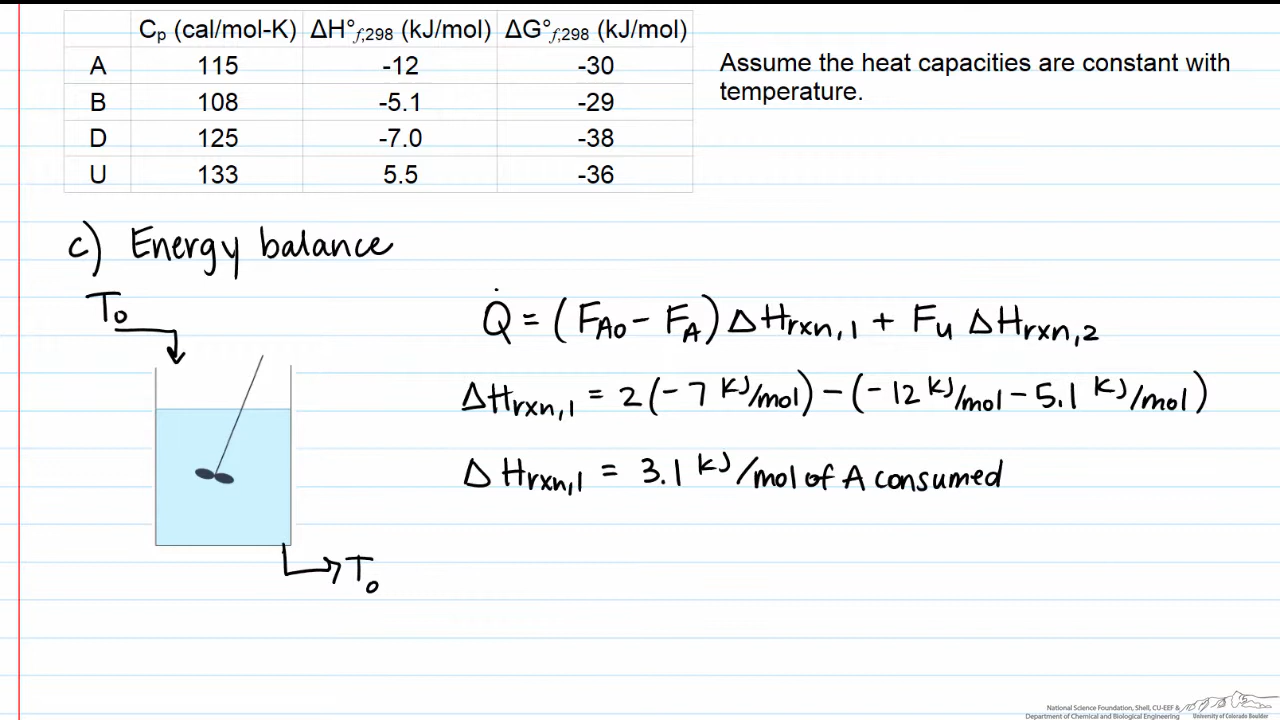 Cp (cal/mol-K) ΔH°f,298 (kJ/mol) ΔG°f,298 (kJ/mol)
A 115 -12 -30
B 108 -5.1 -29
D 125 -7.0 -38
U 133 5.5 -36
Assume the heat capacities are constant with
temperature.
c) Energy balance
To
To
Q̇ = (FAo - FA) ΔHrxn,1 + Fu ΔHrxn,2
ΔHrxn,1 = 2(-7 kJ/mol) - (-12 kJ/mol - 5.1 kJ/mol)
ΔHrxn,1 = 3.1 kJ/mol of A consumed
National Science Foundation, Shell, CU-EEF &
Department of Chemical and Biological Engineering
University of Colorado Boulder